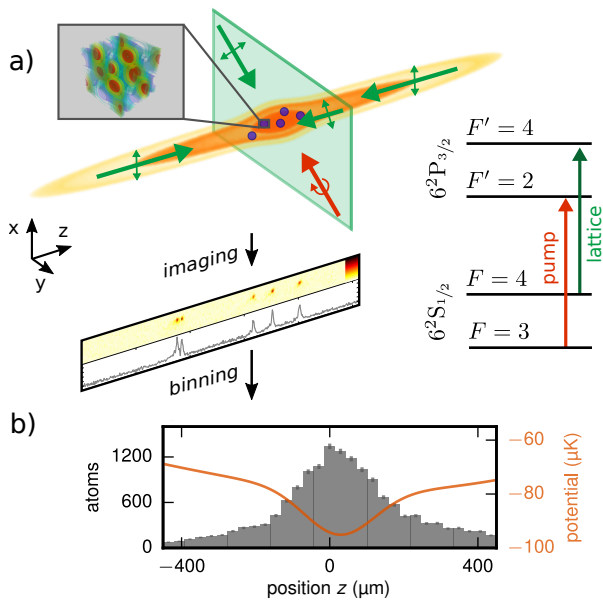 a)
x
z
y
imaging
binning
F′ = 4
6²P₃/₂
F′ = 2
pump
lattice
F = 4
6²S₁/₂
F = 3
b)
1200
600
0
atoms
−400
0
400
position z (μm)
−60
−80
−100
potential (μK)